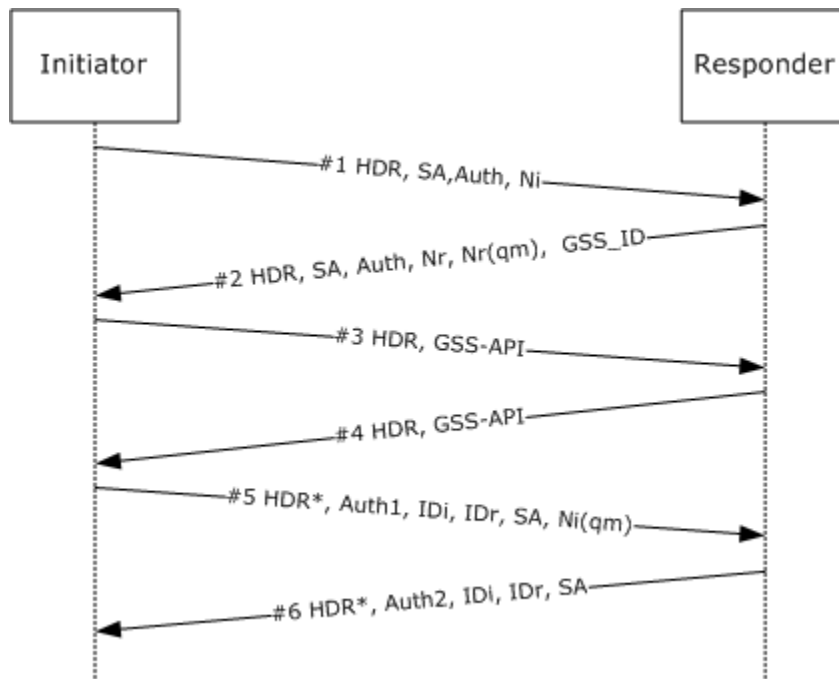 Initiator
Responder
#1 HDR, SA,Auth, Ni
#2 HDR, SA, Auth, Nr, Nr(qm), GSS_ID
#3 HDR, GSS-API
#4 HDR, GSS-API
#5 HDR*, Auth1, IDi, IDr, SA, Ni(qm)
#6 HDR*, Auth2, IDi, IDr, SA